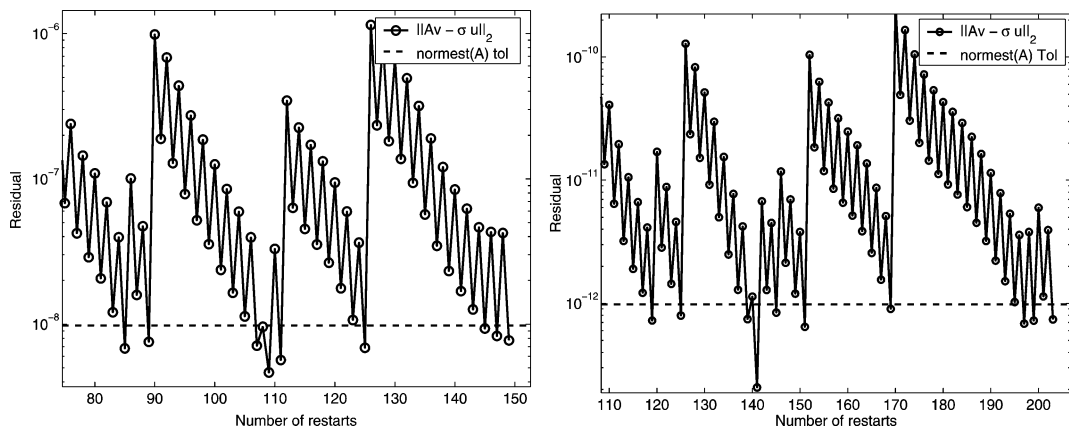 10^-6
10^-7
10^-8
Residual
||Av – σ u||₂
normest(A) tol
80 90 100 110 120 130 140 150
Number of restarts
10^-10
10^-11
10^-12
Residual
||Av – σ u||₂
normest(A) Tol
110 120 130 140 150 160 170 180 190 200
Number of restarts